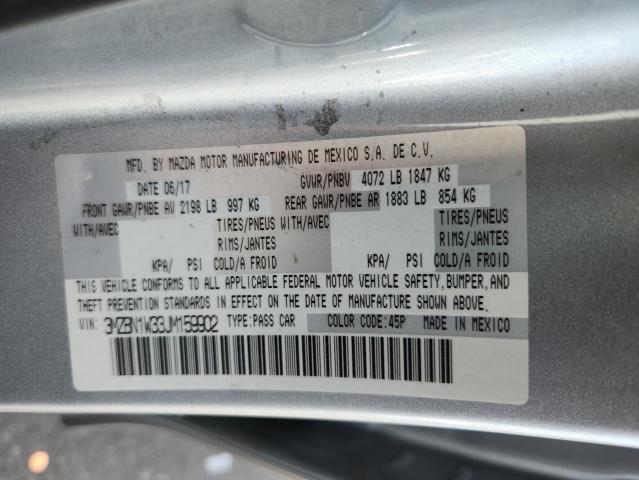 MFD. BY MAZDA MOTOR MANUFACTURING DE MEXICO S.A. DE C.V.
DATE 06/17 GVWR/PNBV 4072 LB 1847 KG
FRONT GAWR/PNBE AV 2198 LB 997 KG REAR GAWR/PNBE AR 1883 LB 854 KG
WITH/AVEC TIRES/PNEUS WITH/AVEC TIRES/PNEUS
RIMS/JANTES RIMS/JANTES
KPA/ PSI COLD/A FROID KPA/ PSI COLD/A FROID
THIS VEHICLE CONFORMS TO ALL APPLICABLE FEDERAL MOTOR VEHICLE SAFETY, BUMPER, AND
THEFT PREVENTION STANDARDS IN EFFECT ON THE DATE OF MANUFACTURE SHOWN ABOVE.
VIN: 3MZBN1W33JM159902 TYPE:PASS CAR COLOR CODE:45P MADE IN MEXICO